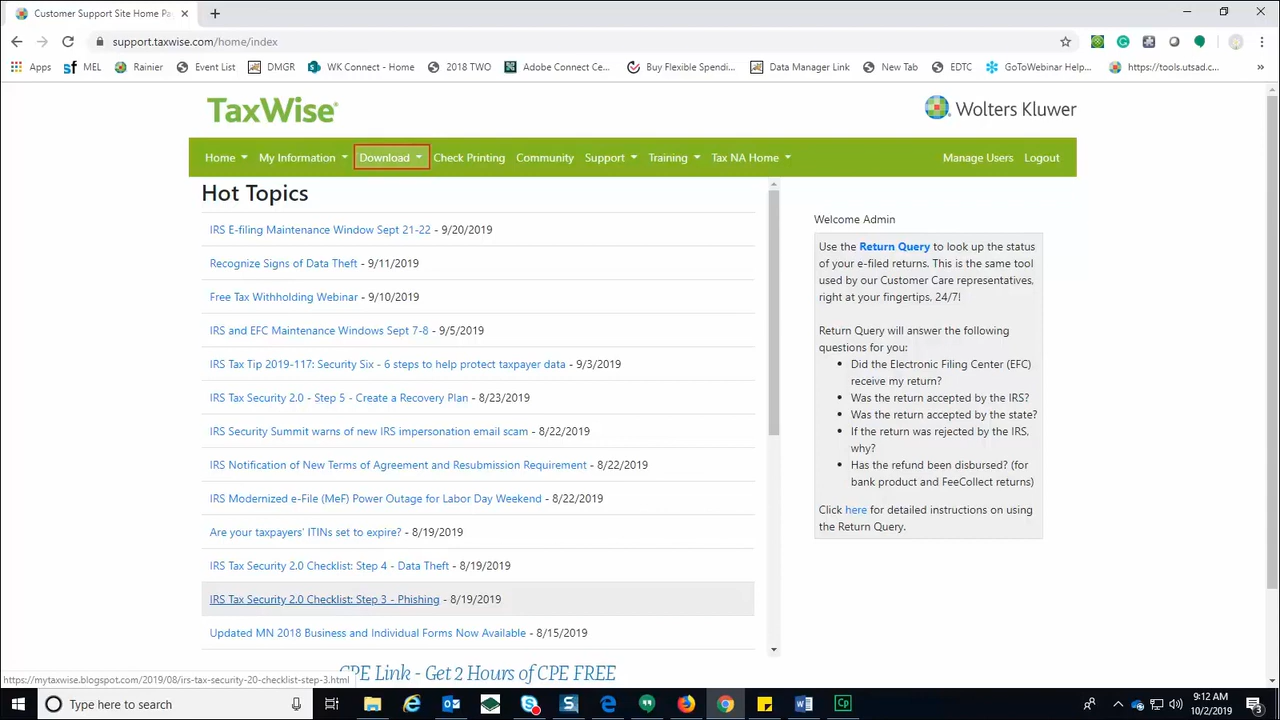 Customer Support Site Home Pa
support.taxwise.com/home/index
Apps MEL Rainier Event List DMGR WK Connect - Home 2018 TWO Adobe Connect Ce... Buy Flexible Spendi... Data Manager Link New Tab EDTC GoToWebinar Help... https://tools.utsad.c... »
TaxWise®
Wolters Kluwer
Home My Information Download Check Printing Community Support Training Tax NA Home Manage Users Logout
Hot Topics
IRS E-filing Maintenance Window Sept 21-22 - 9/20/2019
Recognize Signs of Data Theft - 9/11/2019
Free Tax Withholding Webinar - 9/10/2019
IRS and EFC Maintenance Windows Sept 7-8 - 9/5/2019
IRS Tax Tip 2019-117: Security Six - 6 steps to help protect taxpayer data - 9/3/2019
IRS Tax Security 2.0 - Step 5 - Create a Recovery Plan - 8/23/2019
IRS Security Summit warns of new IRS impersonation email scam - 8/22/2019
IRS Notification of New Terms of Agreement and Resubmission Requirement - 8/22/2019
IRS Modernized e-File (MeF) Power Outage for Labor Day Weekend - 8/22/2019
Are your taxpayers' ITINs set to expire? - 8/19/2019
IRS Tax Security 2.0 Checklist: Step 4 - Data Theft - 8/19/2019
IRS Tax Security 2.0 Checklist: Step 3 - Phishing - 8/19/2019
Updated MN 2018 Business and Individual Forms Now Available - 8/15/2019
Welcome Admin
Use the Return Query to look up the status
of your e-filed returns. This is the same tool
used by our Customer Care representatives,
right at your fingertips, 24/7!
Return Query will answer the following
questions for you:
• Did the Electronic Filing Center (EFC)
receive my return?
• Was the return accepted by the IRS?
• Was the return accepted by the state?
• If the return was rejected by the IRS,
why?
• Has the refund been disbursed? (for
bank product and FeeCollect returns)
Click here for detailed instructions on using
the Return Query.
CPE Link - Get 2 Hours of CPE FREE
https://mytaxwise.blogspot.com/2019/08/irs-tax-security-20-checklist-step-3.html
Type here to search
9:12 AM
10/2/2019